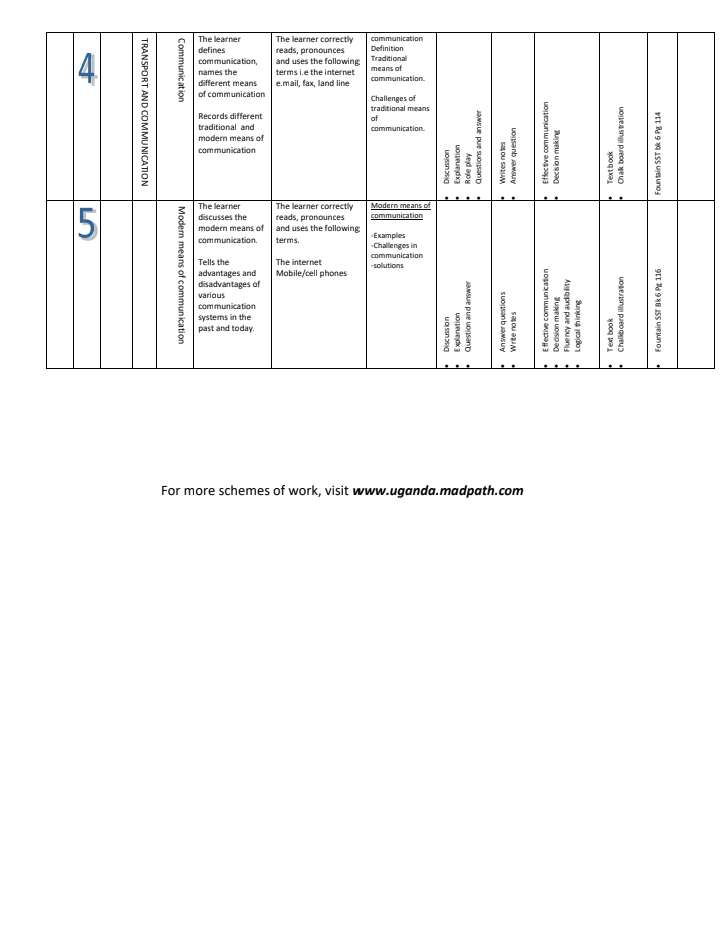 4
TRANSPORT AND COMMUNICATION
Communication
The learner
defines
communication,
names the
different means
of communication
Records different
traditional and
modern means of
communication
The learner correctly
reads, pronounces
and uses the following
terms i.e the internet
e.mail, fax, land line
communication
Definition
Traditional
means of
communication.
Challenges of
traditional means
of
communication.
• Discussion
• Explanation
• Role play
• Questions and answer
• Writes notes
• Answer question
• Effective communication
• Decision making
• Text book
• Chalk board illustration
Fountain SST bk 6 Pg 114
5
Modern means of communication
The learner
discusses the
modern means of
communication.
Tells the
advantages and
disadvantages of
various
communication
systems in the
past and today.
The learner correctly
reads, pronounces
and uses the following
terms.
The internet
Mobile/cell phones
Modern means of
communication
-Examples
-Challenges in
communication
-solutions
• Discussion
• Explanation
• Question and answer
• Answer questions
• Write notes
• Effective communication
• Decision making
• Fluency and audibility
• Logical thinking
• Text book
• Chalkboard illustration
• Fountain SST Bk 6 Pg 116
For more schemes of work, visit www.uganda.madpath.com